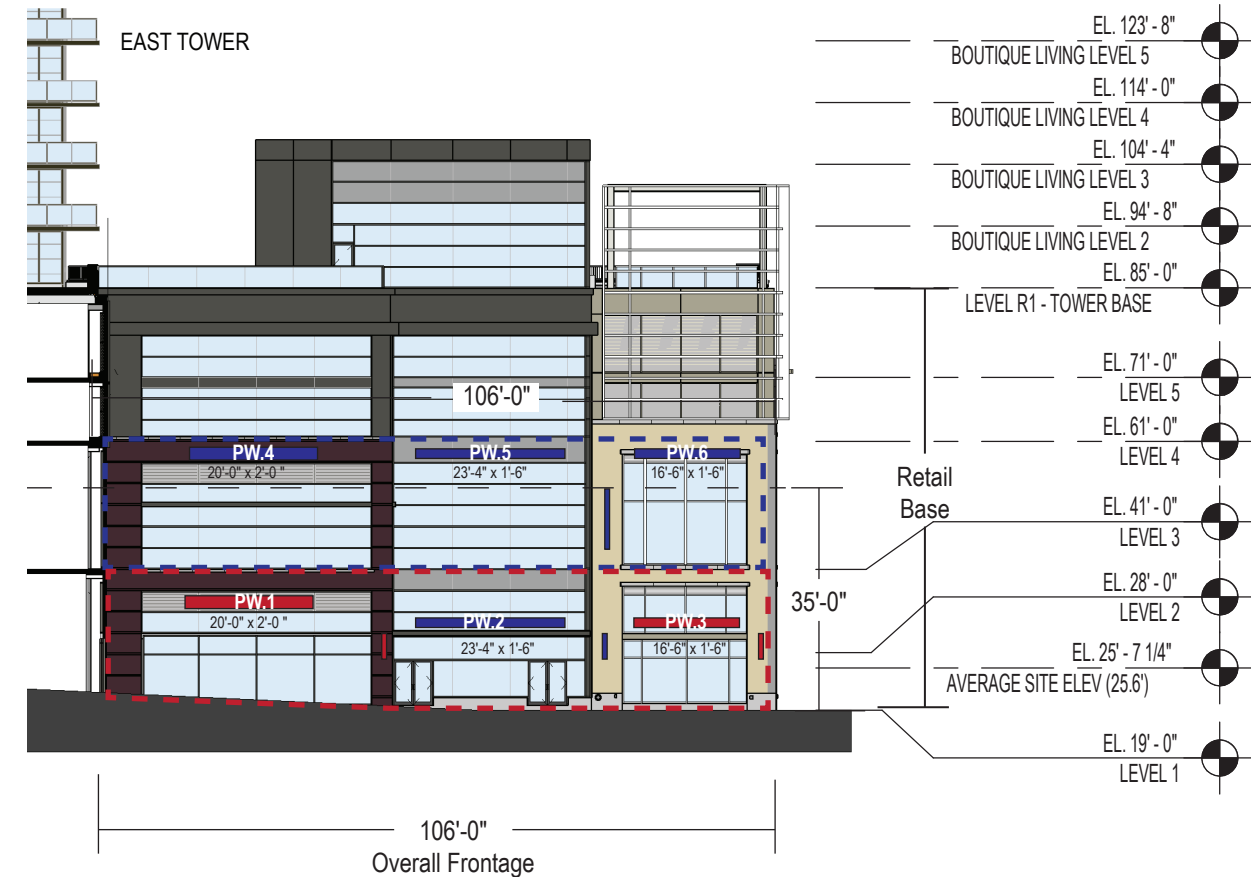 EAST TOWER
EL. 123' - 8"
BOUTIQUE LIVING LEVEL 5
EL. 114' - 0"
BOUTIQUE LIVING LEVEL 4
EL. 104' - 4"
BOUTIQUE LIVING LEVEL 3
EL. 94' - 8"
BOUTIQUE LIVING LEVEL 2
EL. 85' - 0"
LEVEL R1 - TOWER BASE
EL. 71' - 0"
LEVEL 5
106'-0"
EL. 61' - 0"
LEVEL 4
PW.4
20'-0" x 2'-0 "
PW.5
23'-4" x 1'-6"
PW.6
16'-6" x 1'-6"
Retail
Base
EL. 41' - 0"
LEVEL 3
EL. 28' - 0"
LEVEL 2
35'-0"
PW.1
20'-0" x 2'-0 "
PW.2
23'-4" x 1'-6"
PW.3
16'-6" x 1'-6"
EL. 25' - 7 1/4"
AVERAGE SITE ELEV (25.6')
EL. 19' - 0"
LEVEL 1
106'-0"
Overall Frontage